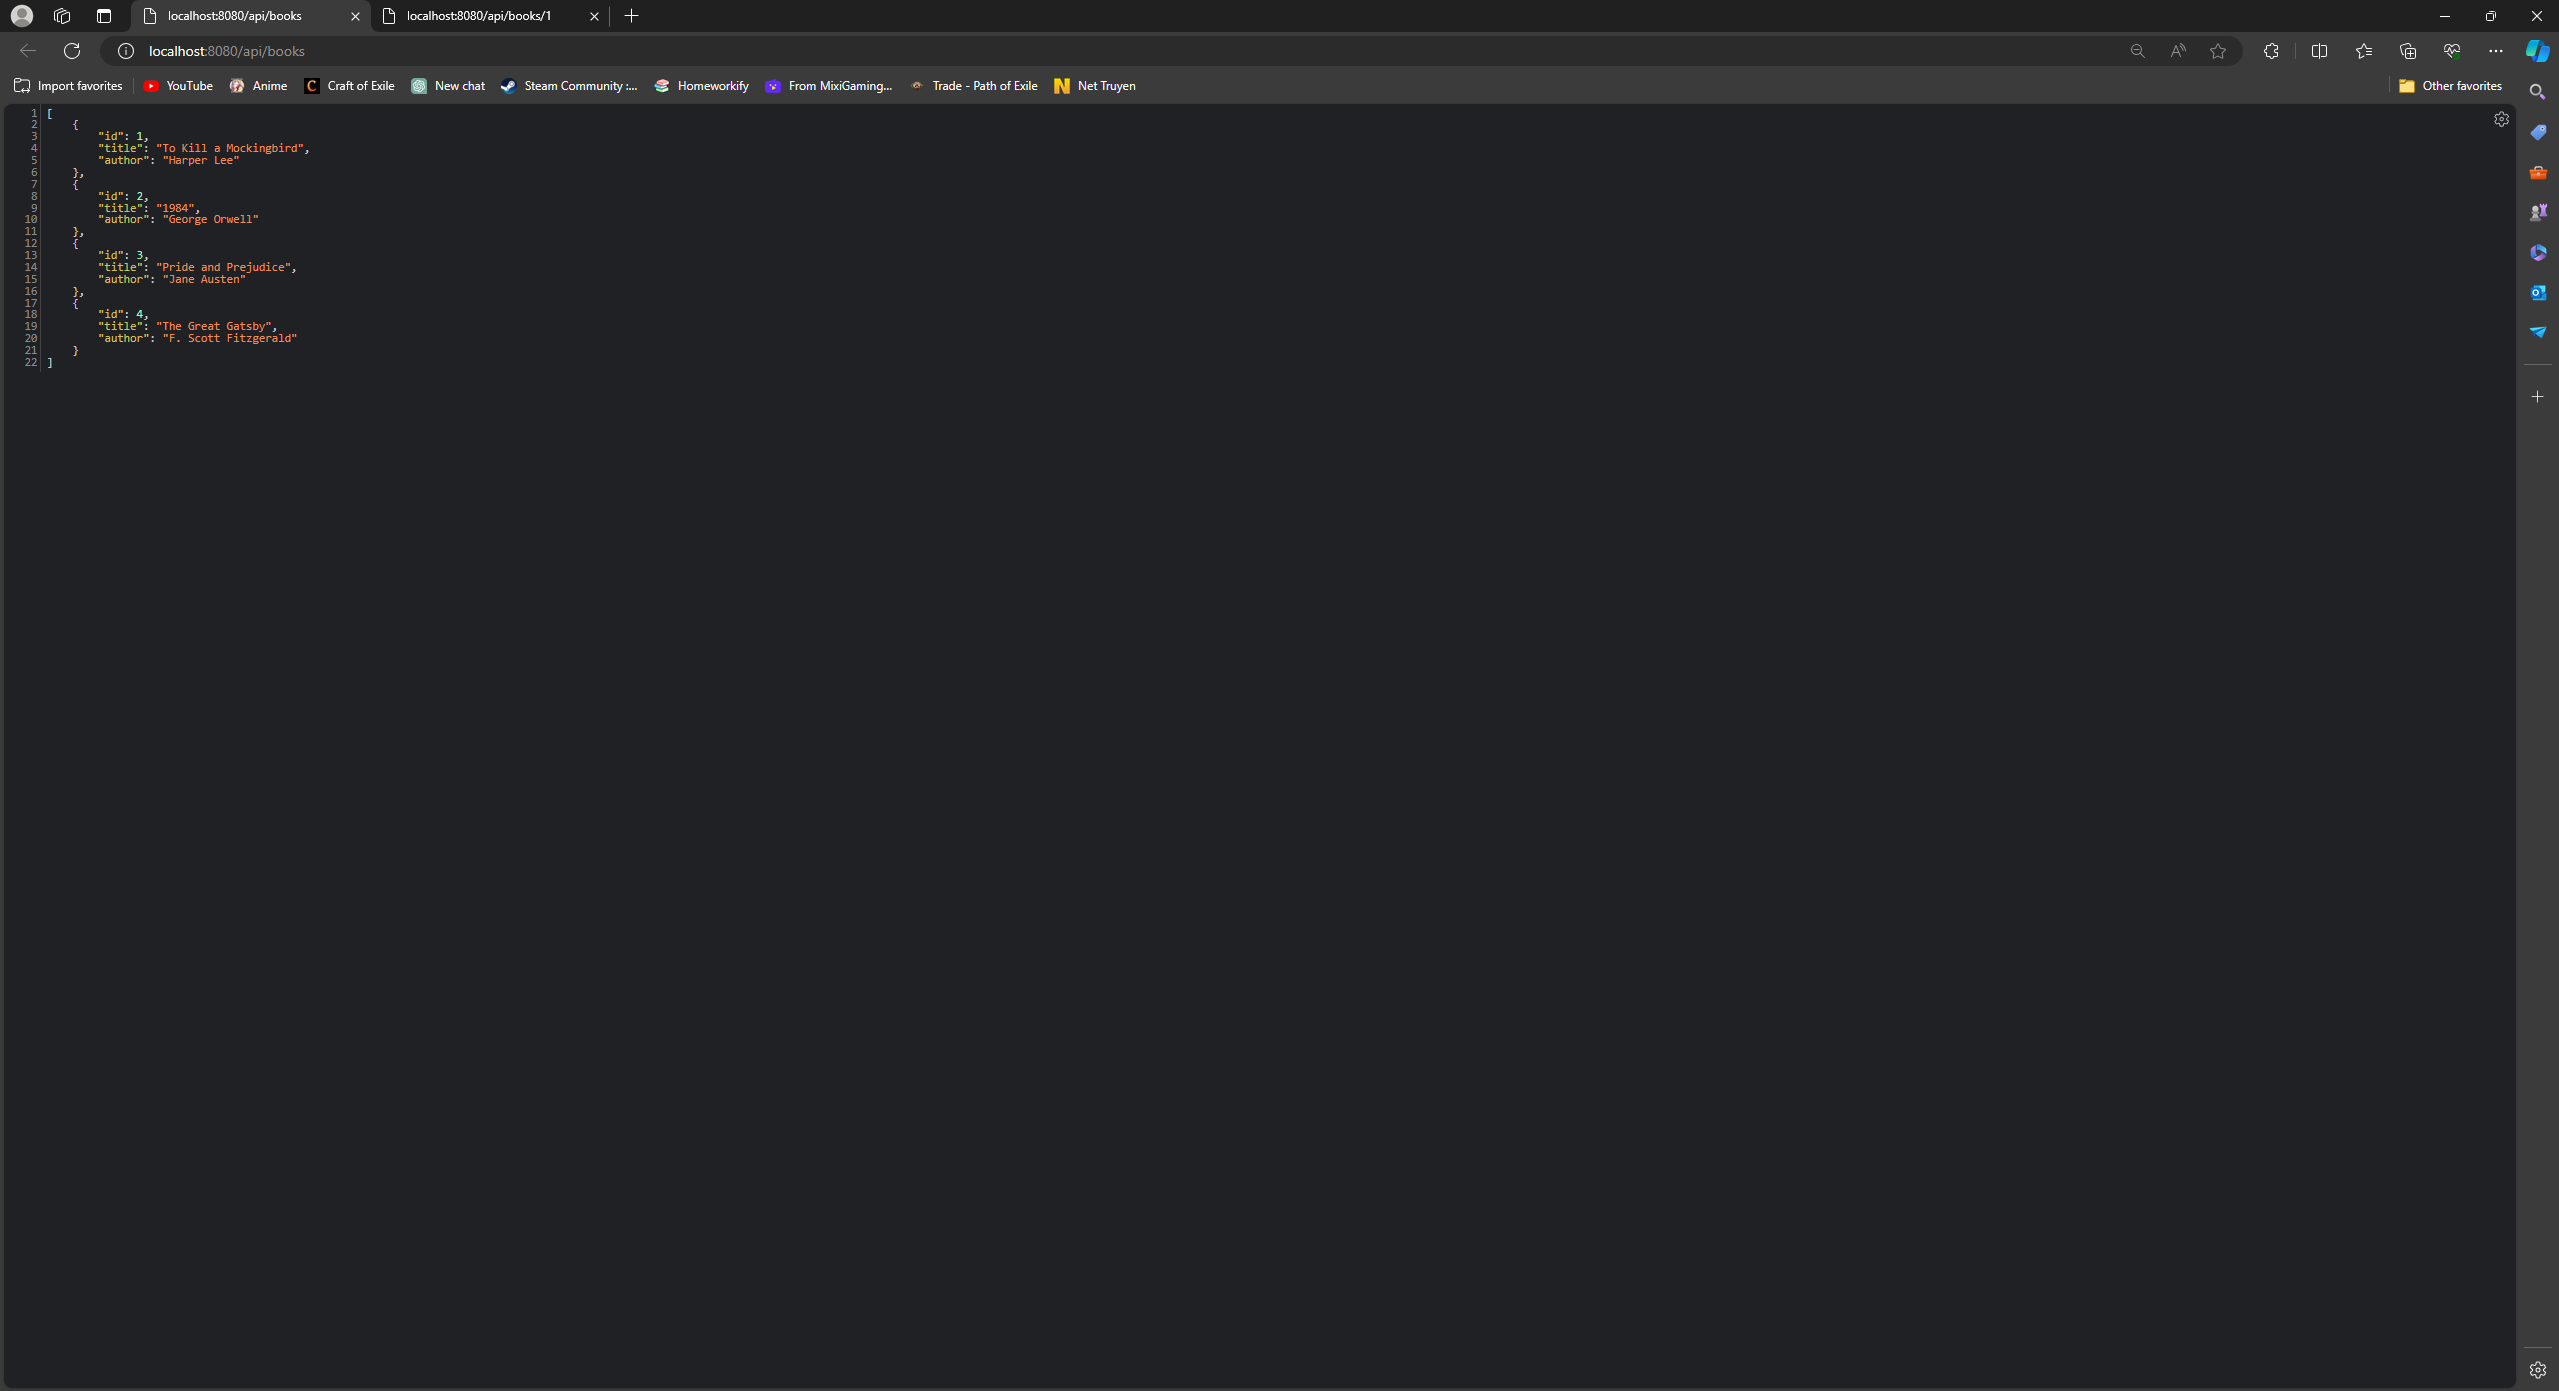 localhost:8080/api/books
localhost:8080/api/books/1
localhost:8080/api/books
Import favorites
YouTube
Anime
Craft of Exile
New chat
Steam Community :...
Homeworkify
From MixiGaming...
Trade - Path of Exile
Net Truyen
Other favorites
1 [
2 {
3 "id": 1,
4 "title": "To Kill a Mockingbird",
5 "author": "Harper Lee"
6 },
7 {
8 "id": 2,
9 "title": "1984",
10 "author": "George Orwell"
11 },
12 {
13 "id": 3,
14 "title": "Pride and Prejudice",
15 "author": "Jane Austen"
16 },
17 {
18 "id": 4,
19 "title": "The Great Gatsby",
20 "author": "F. Scott Fitzgerald"
21 }
22 ]